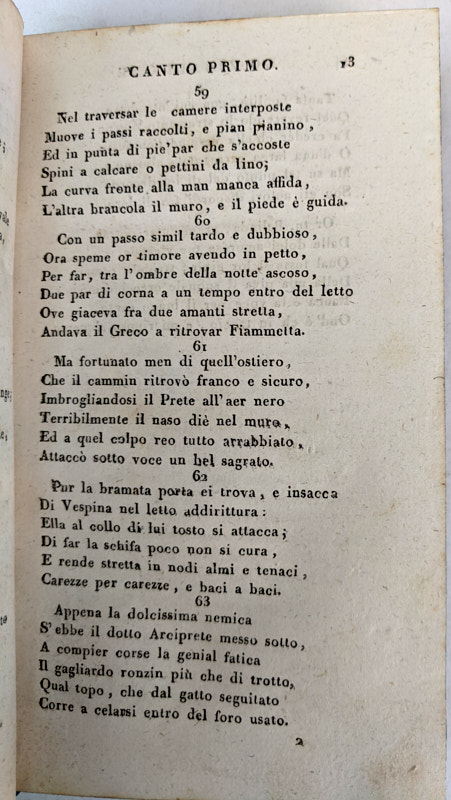 CANTO PRIMO. 13
59
Nel traversar le camere interposte
Muove i passi raccolti, e pian pianino,
Ed in punta di pie' par che s'accoste
Spini a calcare o pettini da lino;
La curva fronte alla man manca affida,
L'altra brancola il muro, e il piede è guida.
60
Con un passo simil tardo e dubbioso,
Ora speme or timore avendo in petto,
Per far, tra l'ombre della notte ascoso,
Due par di corna a un tempo entro del letto
Ove giaceva fra due amanti stretta,
Andava il Greco a ritrovar Fiammetta.
61
Ma fortunato men di quell'ostiero,
Che il cammin ritrovò franco e sicuro,
Imbrogliandosi il Prete all'aer nero
Terribilmente il naso diè nel muro,
Ed a quel colpo reo tutto arrabbiato,
Attaccò sotto voce un bel sagrato.
62
Pur la bramata porta ei trova, e insacca
Di Vespina nel letto addirittura:
Ella al collo di lui tosto si attacca;
Di far la schifa poco non si cura,
E rende stretta in nodi almi e tenaci,
Carezze per carezze, e baci a baci.
63
Appena la dolcissima nemica
S'ebbe il dotto Arciprete messo sotto,
A compier corse la genial fatica
Il gagliardo ronzin più che di trotto,
Qual topo, che dal gatto seguitato
Corre a celarsi entro del foro usato.
2